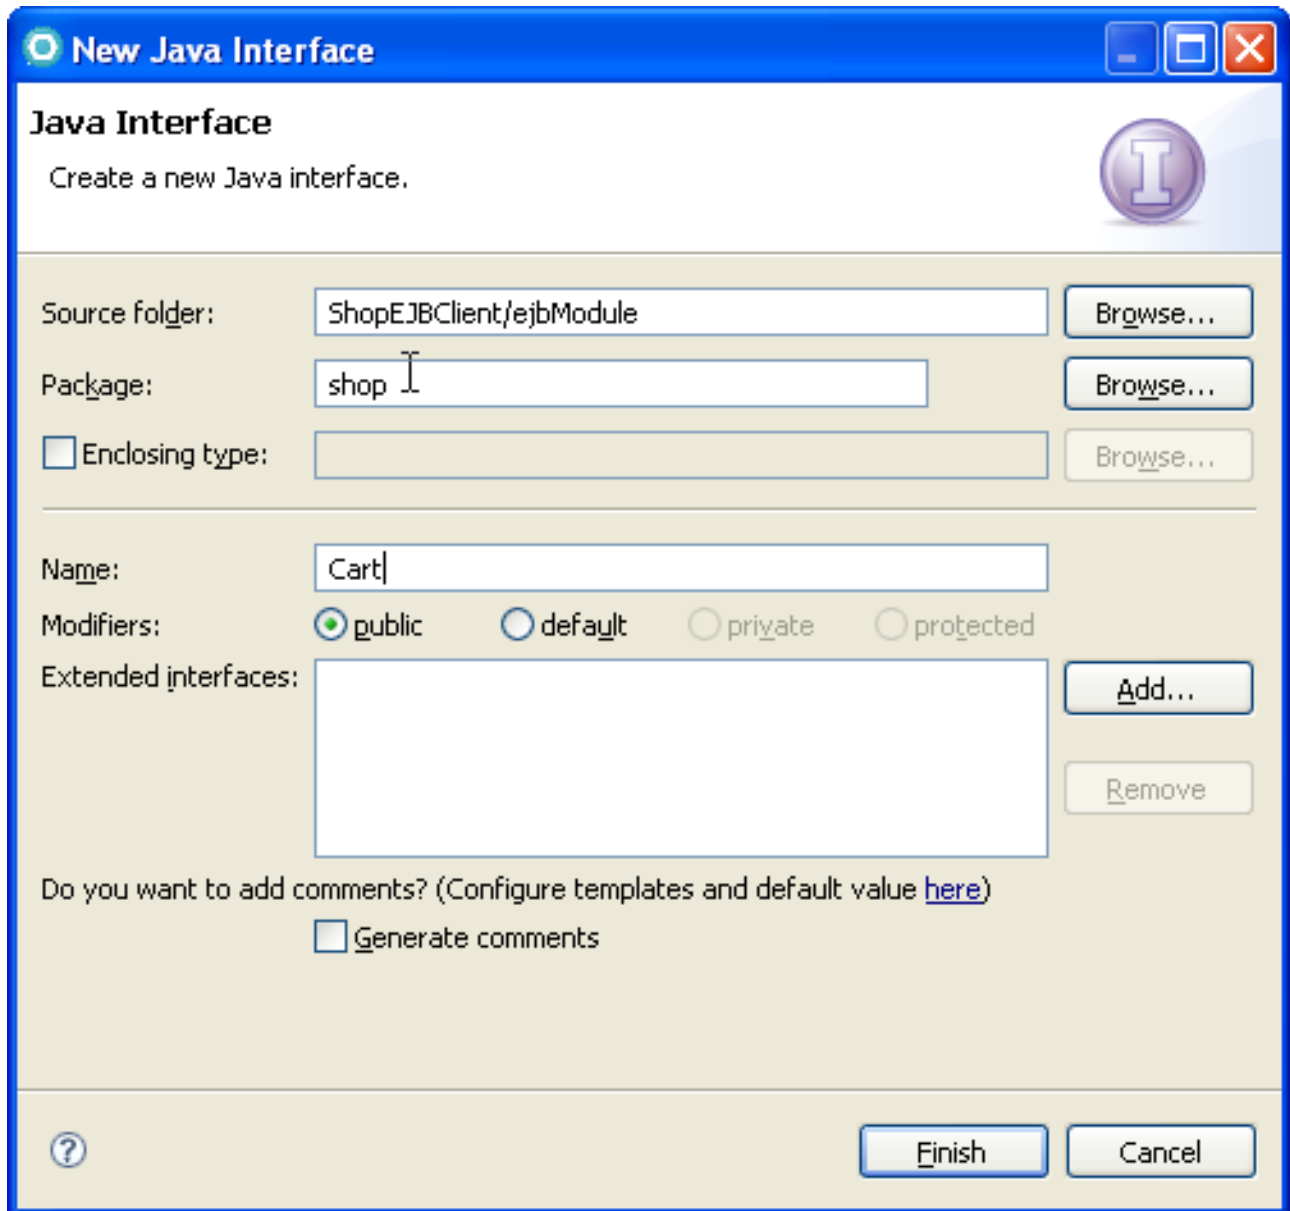 New Java Interface
Java Interface
Create a new Java interface.
Source folder: ShopEJBClient/ejbModule Browse...
Package: shop Browse...
Enclosing type: Browse...
Name: Cart
Modifiers: public default private protected
Extended interfaces: Add...
Remove
Do you want to add comments? (Configure templates and default value here)
Generate comments
? Finish Cancel